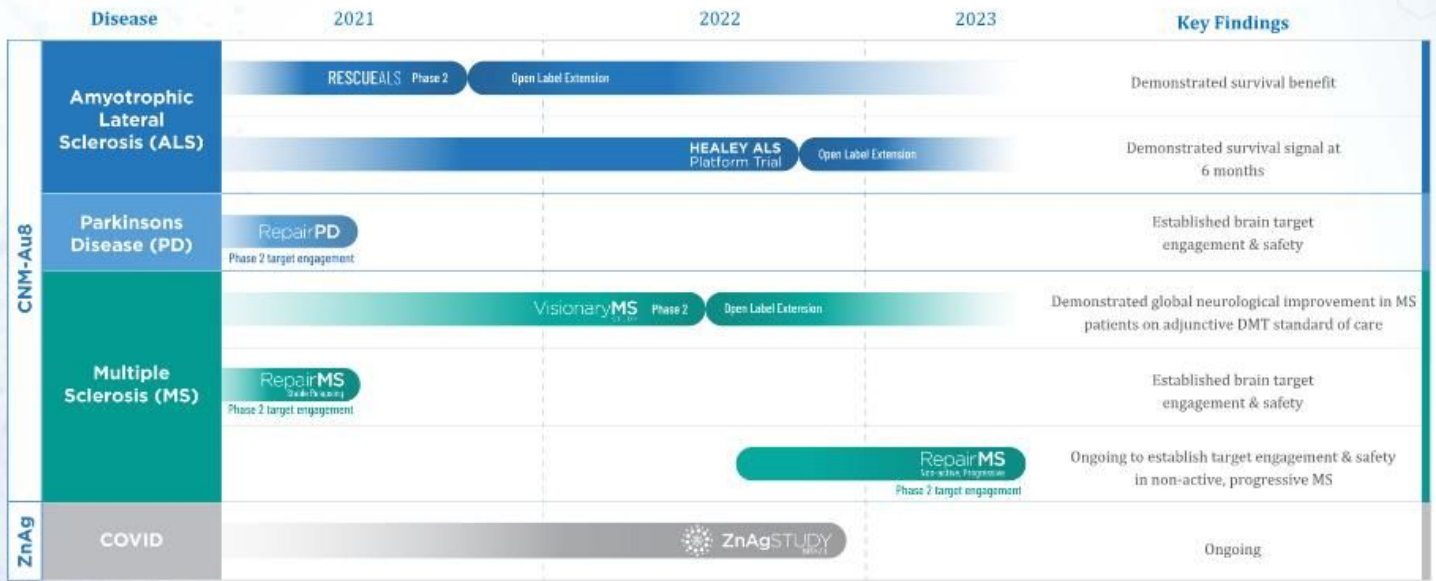 Disease 2021 2022 2023 Key Findings
CNM-Au8
Amyotrophic
Lateral
Sclerosis (ALS)
RESCUEALS Phase 2 Open Label Extension
Demonstrated survival benefit
HEALEY ALS
Platform Trial
Open Label Extension
Demonstrated survival signal at
6 months
Parkinsons
Disease (PD)
RepairPD
Phase 2 target engagement
Established brain target
engagement & safety
Multiple
Sclerosis (MS)
VisionaryMS Phase 2 Open Label Extension
Demonstrated global neurological improvement in MS
patients on adjunctive DMT standard of care
RepairMS
Stable Relapsing
Phase 2 target engagement
Established brain target
engagement & safety
RepairMS
Non-active, Progressive
Phase 2 target engagement
Ongoing to establish target engagement & safety
in non-active, progressive MS
ZnAg
COVID
ZnAgSTUDY
Ongoing